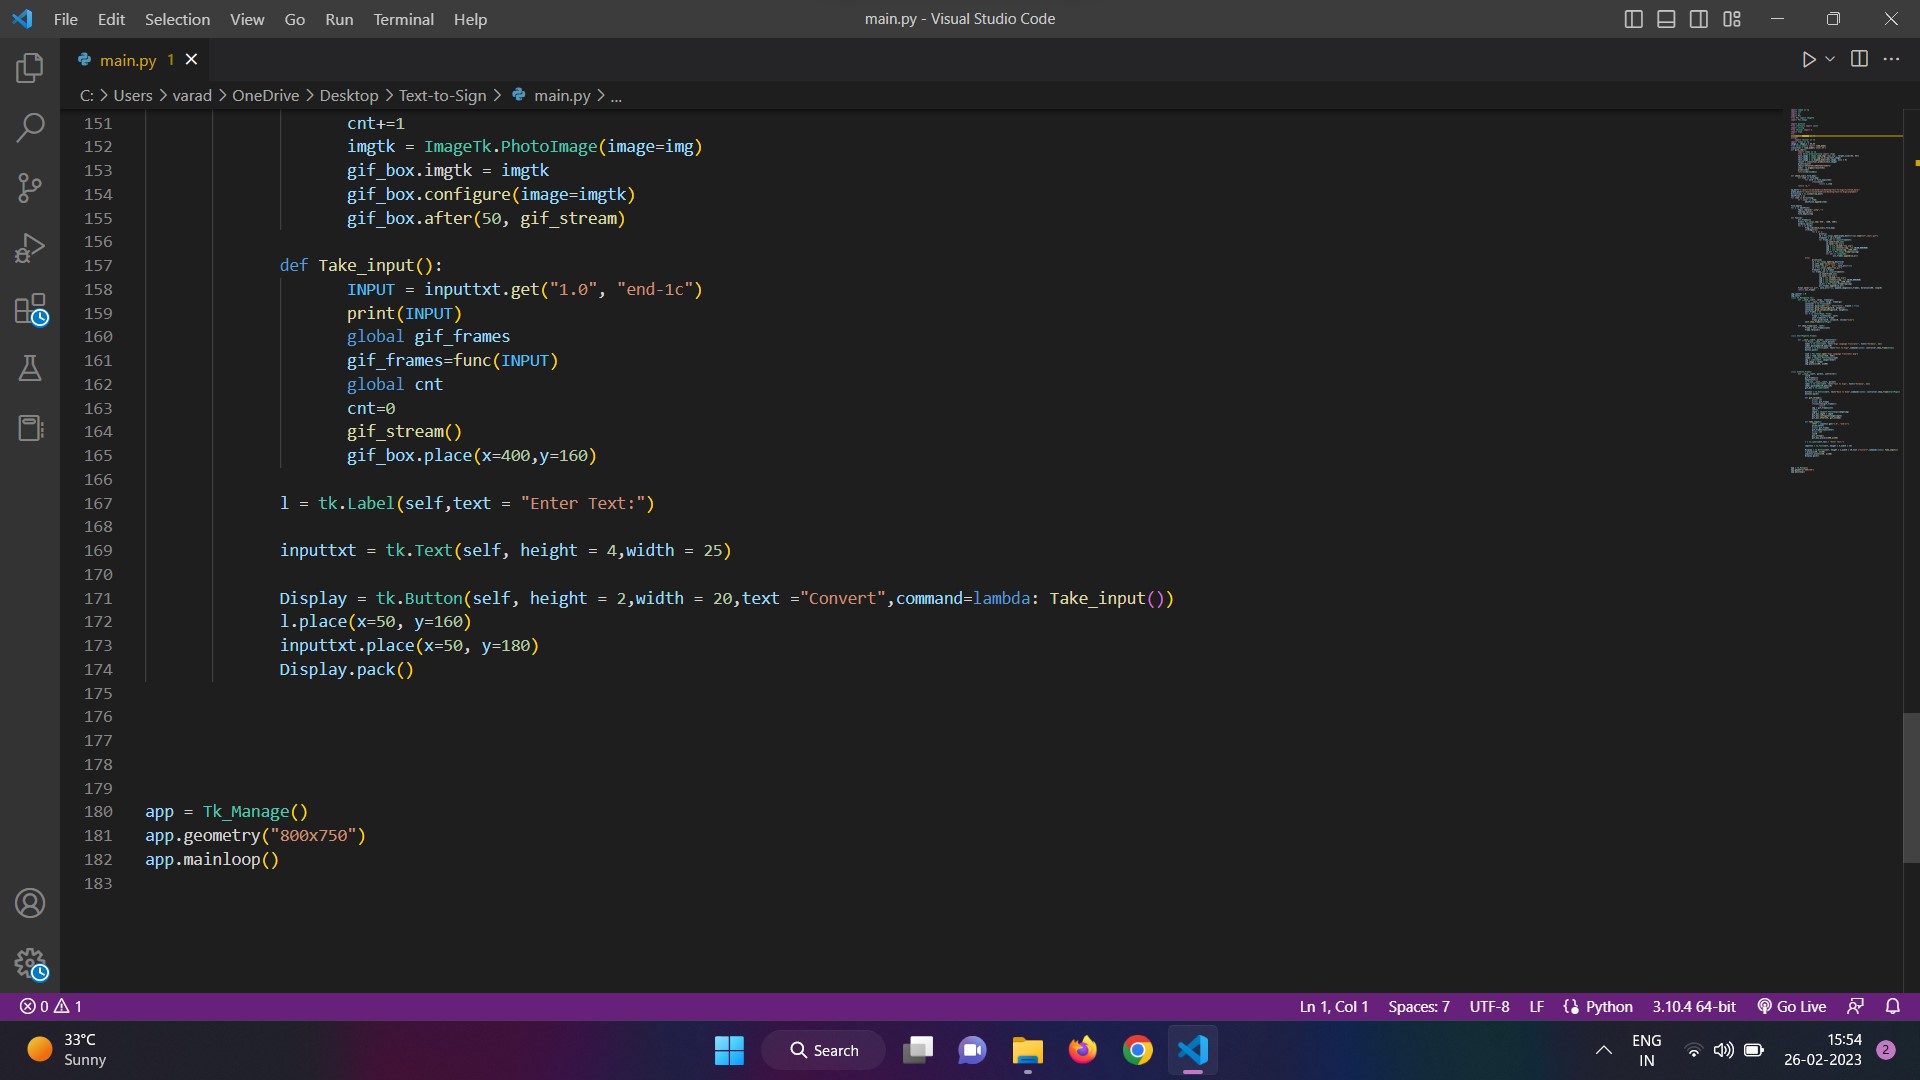 File Edit Selection View Go Run Terminal Help
main.py - Visual Studio Code
main.py 1
C: > Users > varad > OneDrive > Desktop > Text-to-Sign > main.py > ...
151 cnt+=1
152 imgtk = ImageTk.PhotoImage(image=img)
153 gif_box.imgtk = imgtk
154 gif_box.configure(image=imgtk)
155 gif_box.after(50, gif_stream)
156
157 def Take_input():
158 INPUT = inputtxt.get("1.0", "end-1c")
159 print(INPUT)
160 global gif_frames
161 gif_frames=func(INPUT)
162 global cnt
163 cnt=0
164 gif_stream()
165 gif_box.place(x=400,y=160)
166
167 l = tk.Label(self,text = "Enter Text:")
168
169 inputtxt = tk.Text(self, height = 4,width = 25)
170
171 Display = tk.Button(self, height = 2,width = 20,text ="Convert",command=lambda: Take_input())
172 l.place(x=50, y=160)
173 inputtxt.place(x=50, y=180)
174 Display.pack()
175
176
177
178
179
180 app = Tk_Manage()
181 app.geometry("800x750")
182 app.mainloop()
183
0 1 Ln 1, Col 1 Spaces: 7 UTF-8 LF Python 3.10.4 64-bit Go Live
33°C
Sunny
Search
ENG
IN
15:54
26-02-2023
2